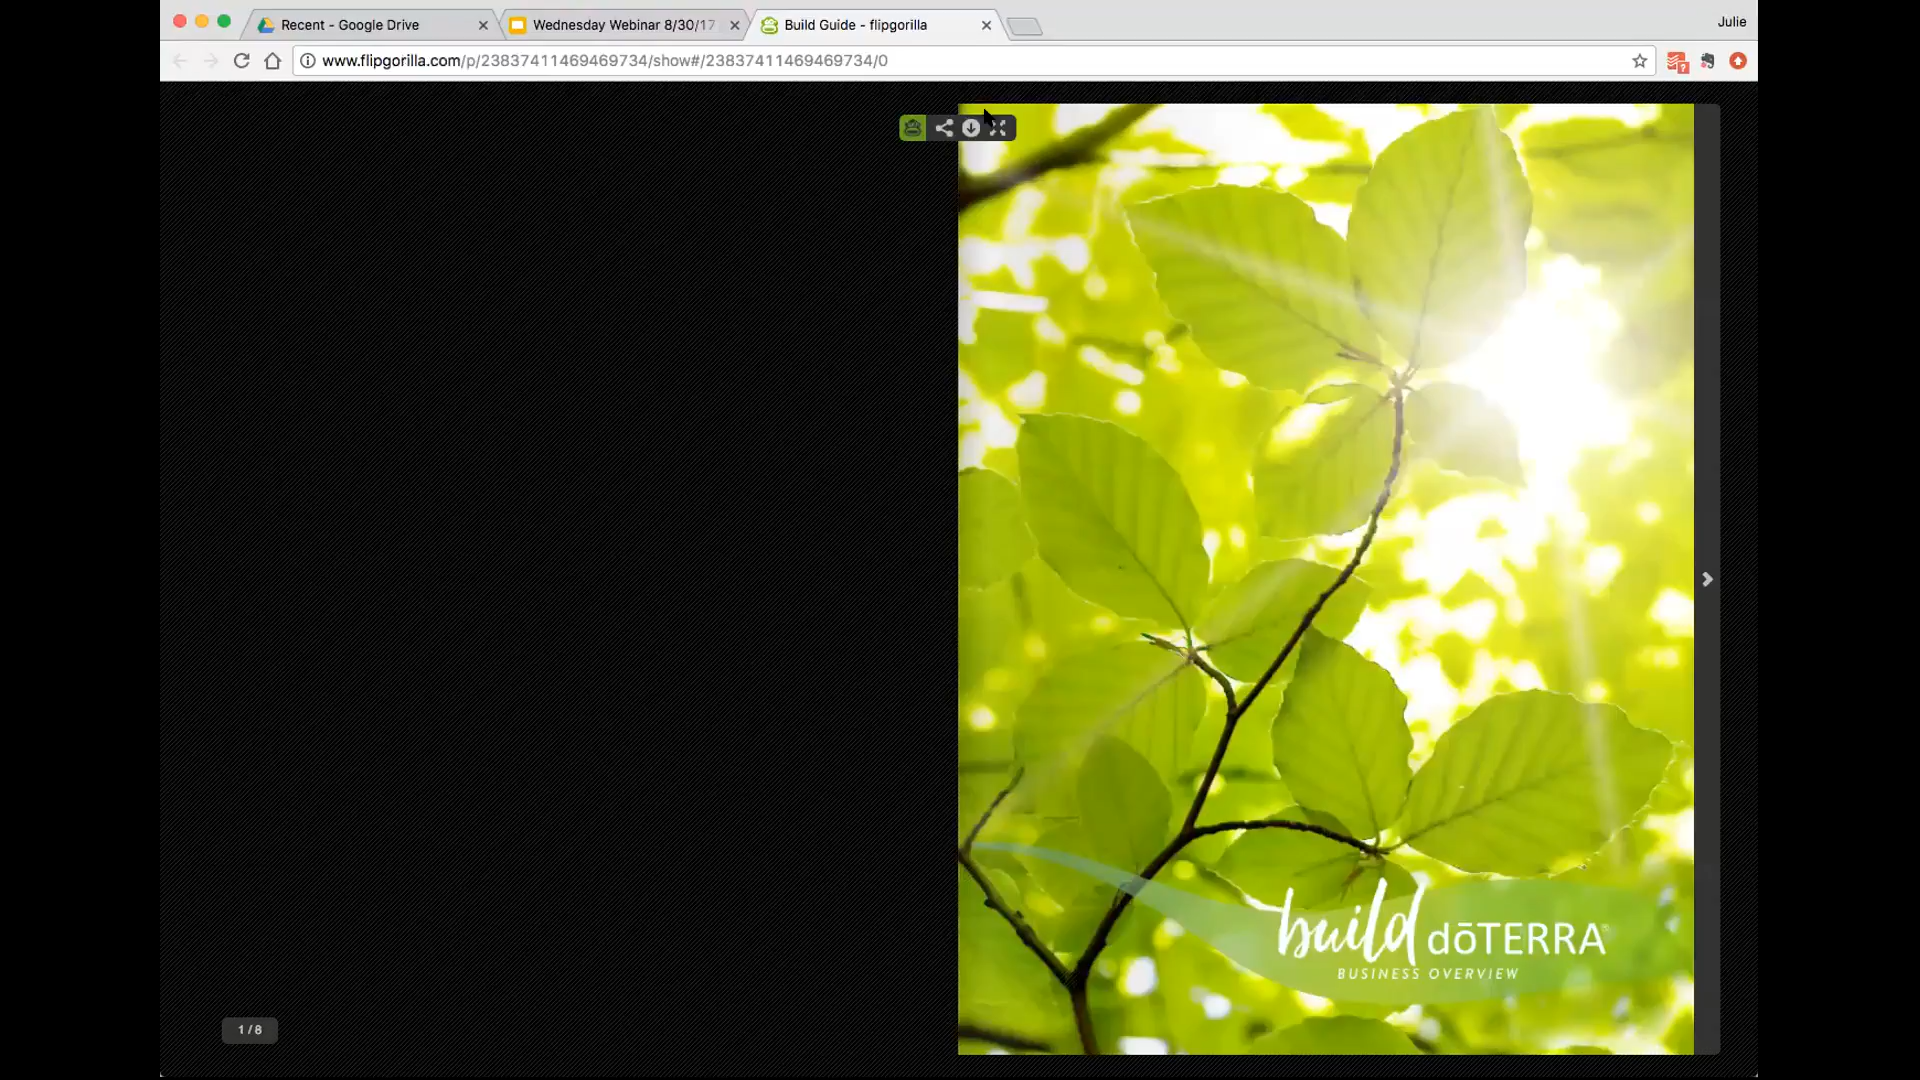 Recent - Google Drive
Wednesday Webinar 8/30/17
Build Guide - flipgorilla
Julie
www.flipgorilla.com/p/23837411469469734/show#/23837411469469734/0
build dōTERRA®
BUSINESS OVERVIEW
1 / 8